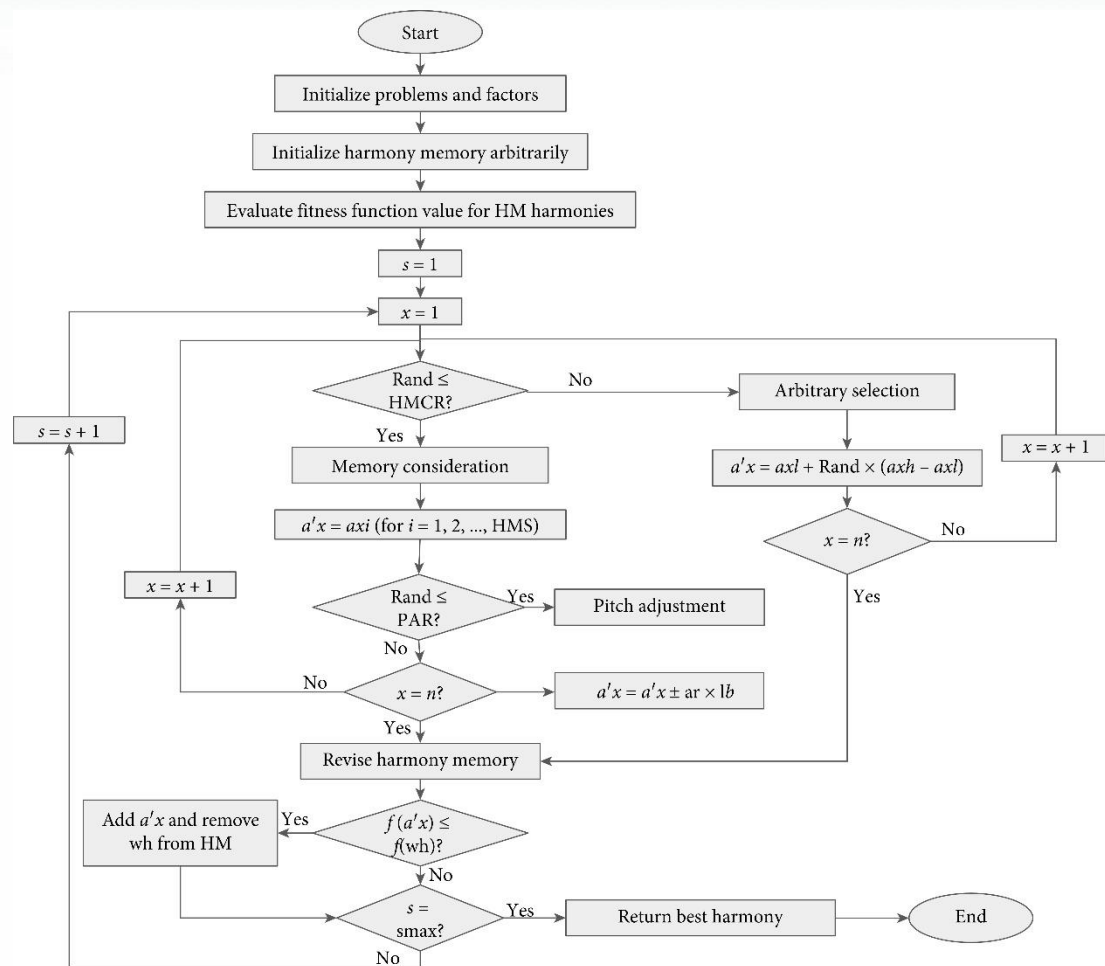 Start
Initialize problems and factors
Initialize harmony memory arbitrarily
Evaluate fitness function value for HM harmonies
s = 1
x = 1
Rand ≤
HMCR?
No
Arbitrary selection
s = s + 1
Yes
x = x + 1
Memory consideration
a′x = axl + Rand × (axh – axl)
a′x = axi (for i = 1, 2, ..., HMS)
x = n?
No
x = x + 1
Rand ≤
PAR?
Yes
Pitch adjustment
Yes
No
No
x = n?
a′x = a′x ± ar × lb
Yes
Revise harmony memory
Add a′x and remove
wh from HM
Yes
f (a′x) ≤
f(wh)?
No
s =
smax?
Yes
Return best harmony
End
No